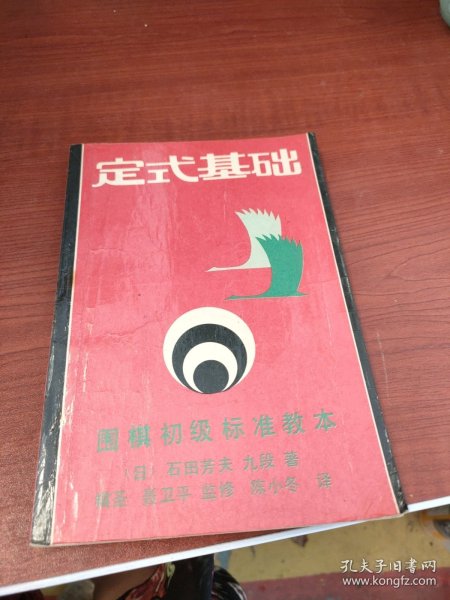 定式基础
围棋初级标准教本
〔日〕石田芳夫 九段 著
棋圣 聂卫平 监修 陈小冬 译
孔夫子旧书网
www.kongfz.com